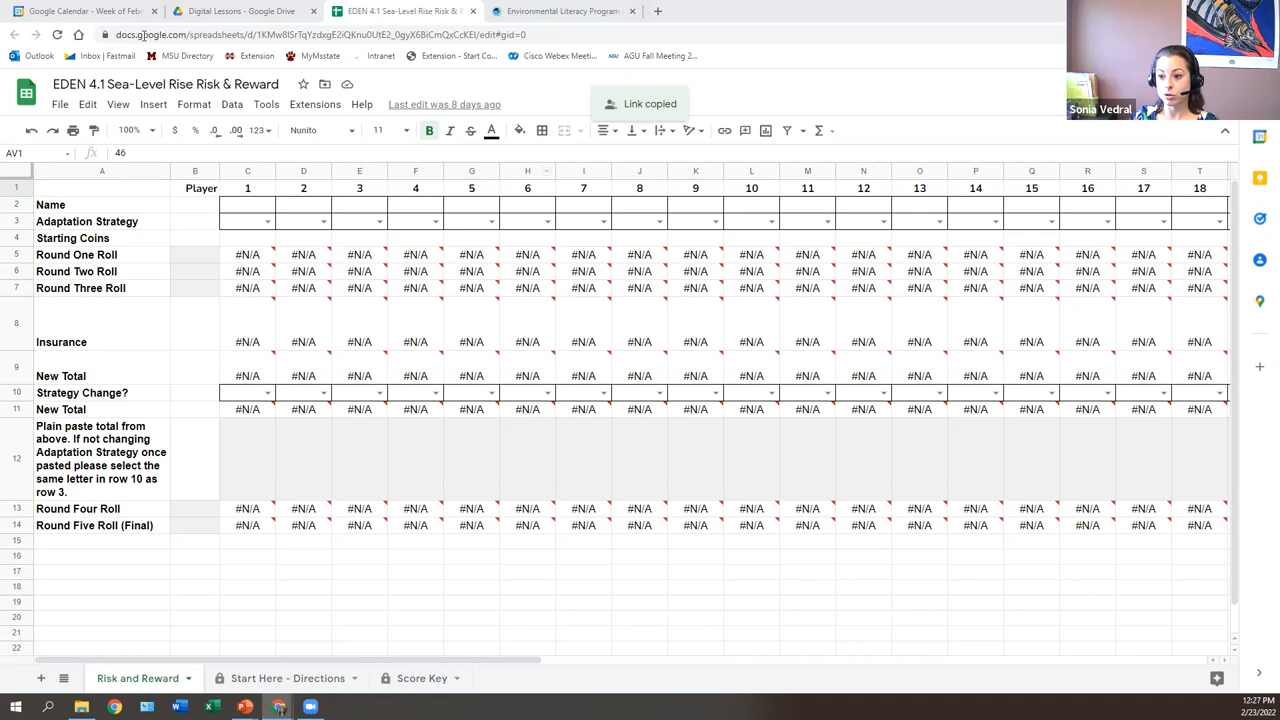 Google Calendar - Week of Febr
Digital Lessons - Google Drive
EDEN 4.1 Sea-Level Rise Risk & R
Environmental Literacy Program
docs.google.com/spreadsheets/d/1KMw8lSrTqYzdxgE2iQKnu0UtE2_0gyX6BiCmQxCcKEI/edit#gid=0
Outlook
Inbox | Fastmail
MSU Directory
Extension
MyMsstate
Intranet
Extension - Start Co...
Cisco Webex Meeti...
AGU Fall Meeting 2...
Sonia Vedral
EDEN 4.1 Sea-Level Rise Risk & Reward
File Edit View Insert Format Data Tools Extensions Help Last edit was 8 days ago
Link copied
100% $ % .0 .00 123 Nunito 11 B I S A
AV1 fx 46
A B C D E F G H I J K L M N O P Q R S T
1 Player 1 2 3 4 5 6 7 8 9 10 11 12 13 14 15 16 17 18
2 Name
3 Adaptation Strategy
4 Starting Coins
5 Round One Roll #N/A #N/A #N/A #N/A #N/A #N/A #N/A #N/A #N/A #N/A #N/A #N/A #N/A #N/A #N/A #N/A #N/A #N/A
6 Round Two Roll #N/A #N/A #N/A #N/A #N/A #N/A #N/A #N/A #N/A #N/A #N/A #N/A #N/A #N/A #N/A #N/A #N/A #N/A
7 Round Three Roll #N/A #N/A #N/A #N/A #N/A #N/A #N/A #N/A #N/A #N/A #N/A #N/A #N/A #N/A #N/A #N/A #N/A #N/A
8 Insurance #N/A #N/A #N/A #N/A #N/A #N/A #N/A #N/A #N/A #N/A #N/A #N/A #N/A #N/A #N/A #N/A #N/A #N/A
9 New Total #N/A #N/A #N/A #N/A #N/A #N/A #N/A #N/A #N/A #N/A #N/A #N/A #N/A #N/A #N/A #N/A #N/A #N/A
10 Strategy Change?
11 New Total #N/A #N/A #N/A #N/A #N/A #N/A #N/A #N/A #N/A #N/A #N/A #N/A #N/A #N/A #N/A #N/A #N/A #N/A
Plain paste total from
above. If not changing
12 Adaptation Strategy once
pasted please select the
same letter in row 10 as
row 3.
13 Round Four Roll #N/A #N/A #N/A #N/A #N/A #N/A #N/A #N/A #N/A #N/A #N/A #N/A #N/A #N/A #N/A #N/A #N/A #N/A
14 Round Five Roll (Final) #N/A #N/A #N/A #N/A #N/A #N/A #N/A #N/A #N/A #N/A #N/A #N/A #N/A #N/A #N/A #N/A #N/A #N/A
15
16
17
18
19
20
21
22
Risk and Reward
Start Here - Directions
Score Key
12:27 PM
2/23/2022